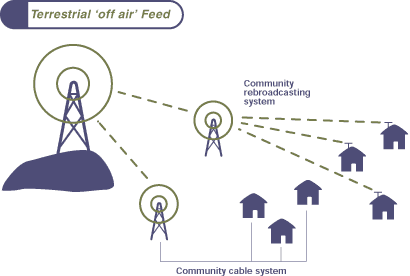 Terrestrial ‘off air’ Feed
Community
rebroadcasting
system
Community cable system